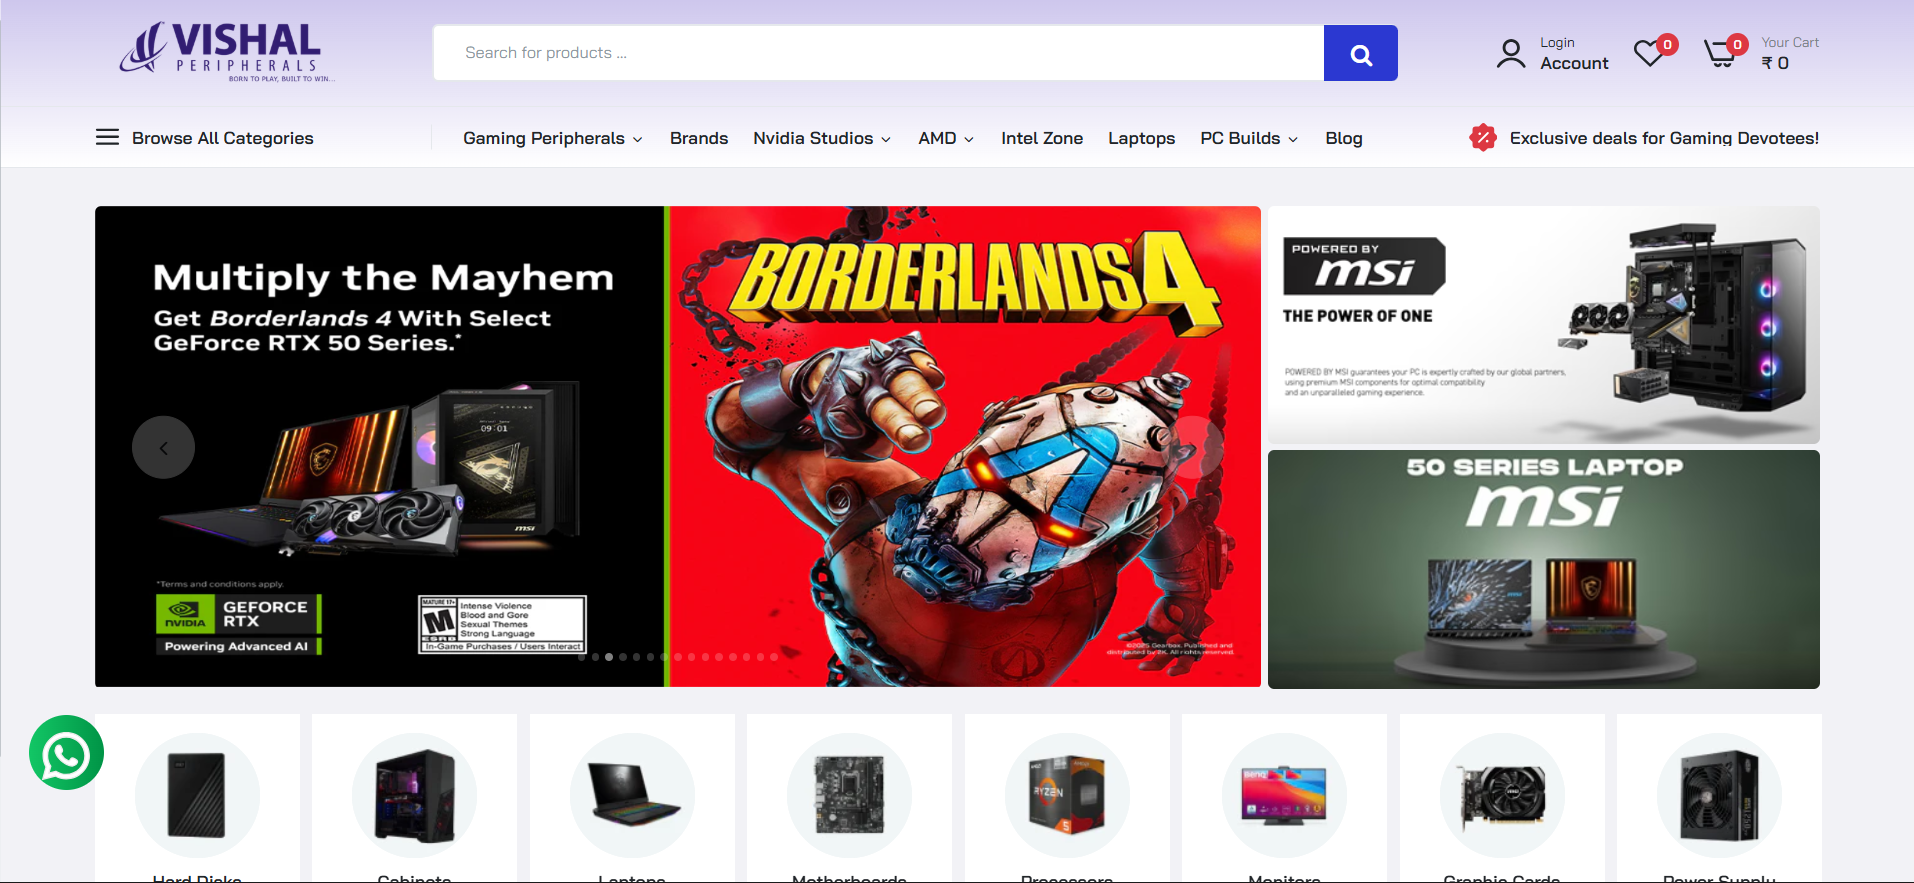 VISHAL
PERIPHERALS
BORN TO PLAY, BUILT TO WIN...
Search for products ...
Login
Account
0
0
Your Cart
₹ 0
Browse All Categories
Gaming Peripherals
Brands
Nvidia Studios
AMD
Intel Zone
Laptops
PC Builds
Blog
Exclusive deals for Gaming Devotees!
Multiply the Mayhem
Get Borderlands 4 With Select
GeForce RTX 50 Series.*
09:01
msi
*Terms and conditions apply.
NVIDIA
GEFORCE
RTX
Powering Advanced AI
MATURE 17+
M
ESRB
Intense Violence
Blood and Gore
Sexual Themes
Strong Language
In-Game Purchases / Users Interact
BORDERLANDS 4
©2025 Gearbox. Published and
distributed by 2K. All rights reserved.
POWERED BY
msi
THE POWER OF ONE
POWERED BY MSI guarantees your PC is expertly crafted by our global partners,
using premium MSI components for optimal compatibility
and an unparalleled gaming experience.
50 SERIES LAPTOP
msi
RYZEN
5
BenQ
Hard Disks
Cabinets
Laptops
Motherboards
Processors
Monitors
Graphic Cards
Power Supply